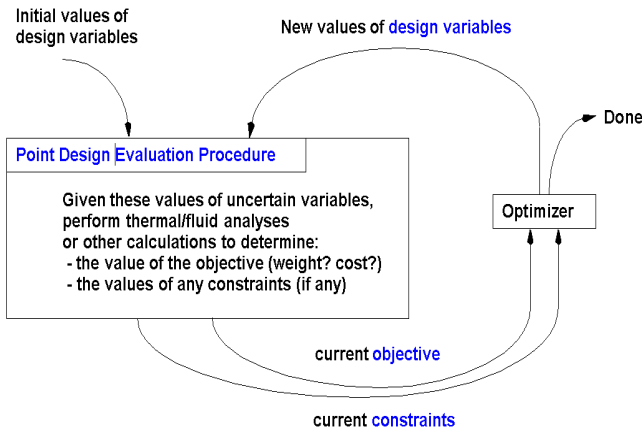 Initial values of
design variables
New values of design variables
Done
Point Design Evaluation Procedure
Given these values of uncertain variables,
perform thermal/fluid analyses
or other calculations to determine:
- the value of the objective (weight? cost?)
- the values of any constraints (if any)
Optimizer
current objective
current constraints